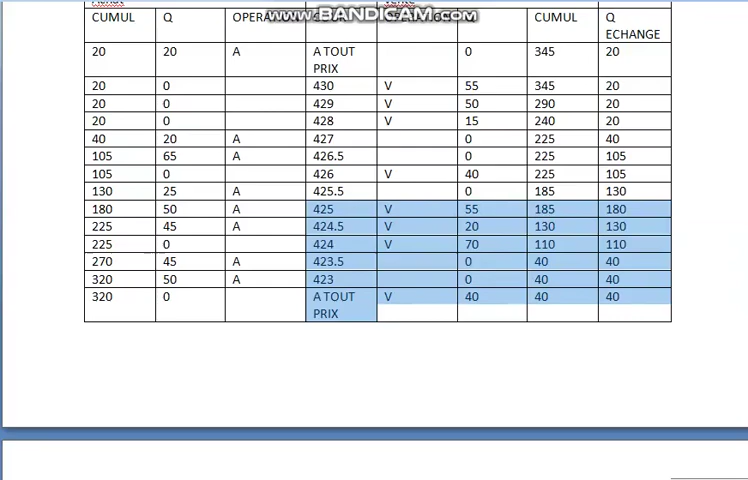 www.BANDICAM.com
CUMUL Q CUMUL Q
ECHANGE
20 20 A A TOUT 0 345 20
PRIX
20 0 430 V 55 345 20
20 0 429 V 50 290 20
20 0 428 V 15 240 20
40 20 A 427 0 225 40
105 65 A 426.5 0 225 105
105 0 426 V 40 225 105
130 25 A 425.5 0 185 130
180 50 A 425 V 55 185 180
225 45 A 424.5 V 20 130 130
225 0 424 V 70 110 110
270 45 A 423.5 0 40 40
320 50 A 423 0 40 40
320 0 A TOUT V 40 40 40
PRIX